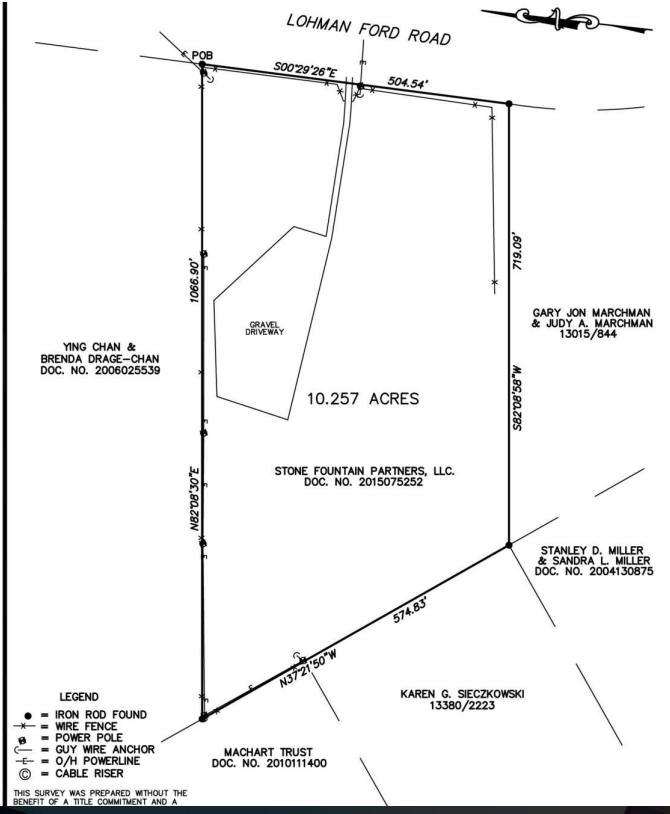 LOHMAN FORD ROAD
POB
S00°29'26"E
504.54'
1066.90'
719.09'
GRAVEL
DRIVEWAY
GARY JON MARCHMAN
& JUDY A. MARCHMAN
13015/844
YING CHAN &
BRENDA DRAGE-CHAN
DOC. NO. 2006025539
S82°08'58"W
10.257 ACRES
STONE FOUNTAIN PARTNERS, LLC.
DOC. NO. 2015075252
N82°08'30"E
STANLEY D. MILLER
& SANDRA L. MILLER
DOC. NO. 2004130875
574.83'
N37°21'50"W
KAREN G. SIECZKOWSKI
13380/2223
MACHART TRUST
DOC. NO. 2010111400
LEGEND
= IRON ROD FOUND
= WIRE FENCE
= POWER POLE
= GUY WIRE ANCHOR
E = O/H POWERLINE
© = CABLE RISER
THIS SURVEY WAS PREPARED WITHOUT THE
BENEFIT OF A TITLE COMMITMENT AND A